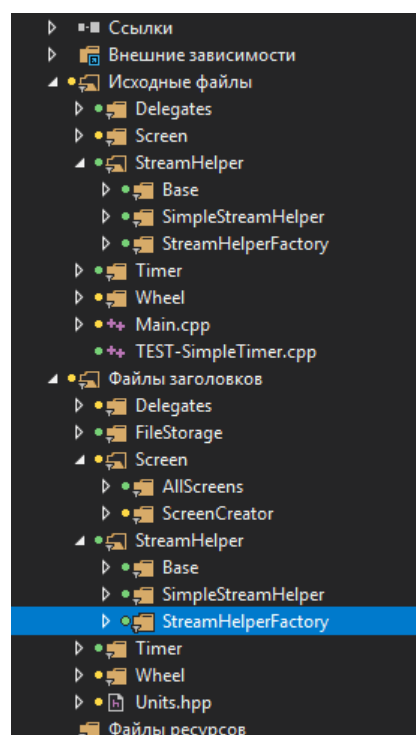 Ссылки
Внешние зависимости
Исходные файлы
Delegates
Screen
StreamHelper
Base
SimpleStreamHelper
StreamHelperFactory
Timer
Wheel
Main.cpp
TEST-SimpleTimer.cpp
Файлы заголовков
Delegates
FileStorage
Screen
AllScreens
ScreenCreator
StreamHelper
Base
SimpleStreamHelper
StreamHelperFactory
Timer
Wheel
Units.hpp
Файлы ресурсов